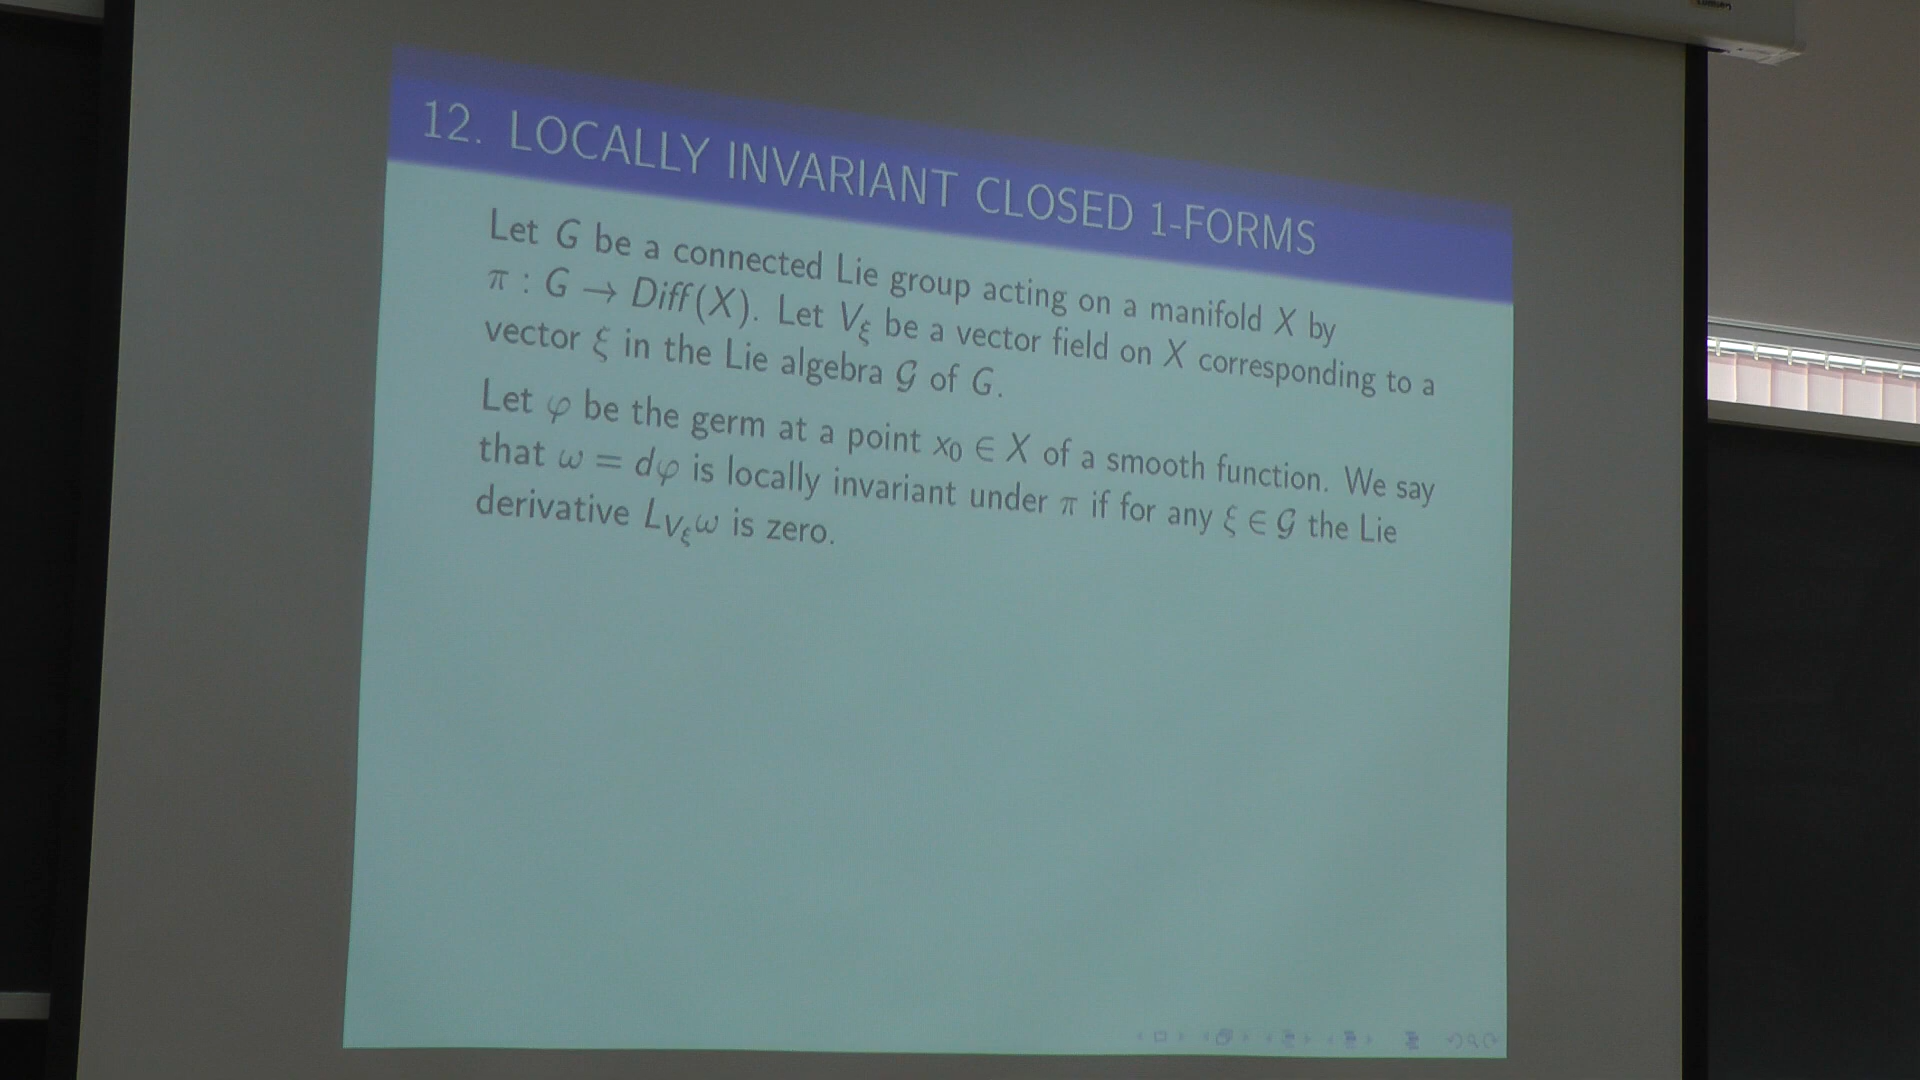 12. LOCALLY INVARIANT CLOSED 1-FORMS
Let G be a connected Lie group acting on a manifold X by
π : G → Diff(X). Let V_ξ be a vector field on X corresponding to a
vector ξ in the Lie algebra 𝒢 of G.
Let φ be the germ at a point x₀ ∈ X of a smooth function. We say
that ω = dφ is locally invariant under π if for any ξ ∈ 𝒢 the Lie
derivative L_{V_ξ}ω is zero.